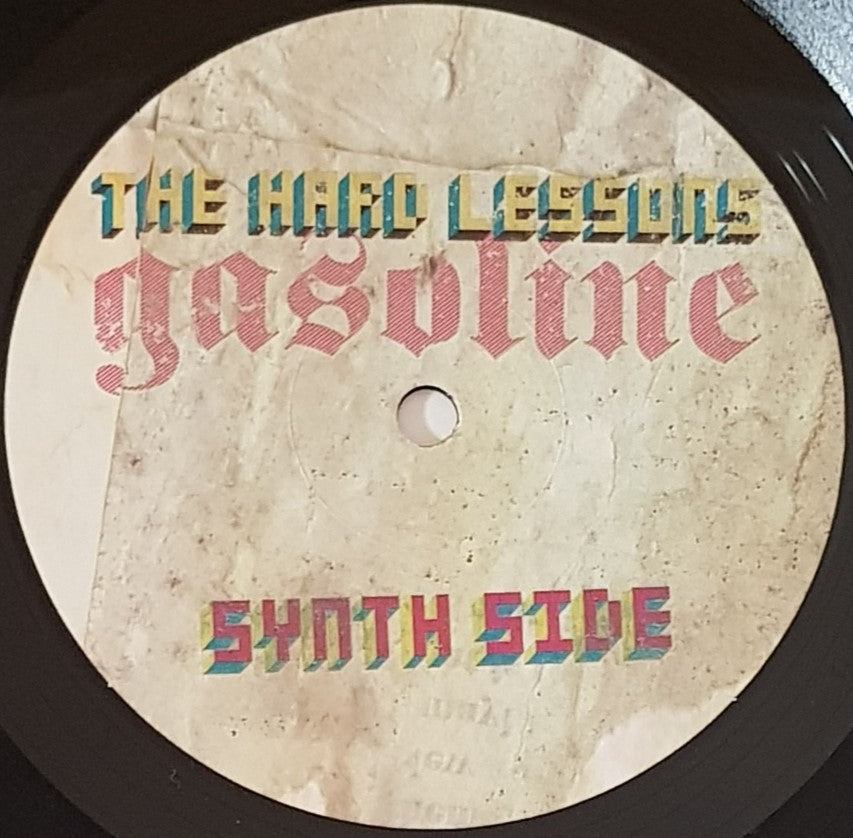 THE HARD LESSONS
gasoline
SYNTH SIDE